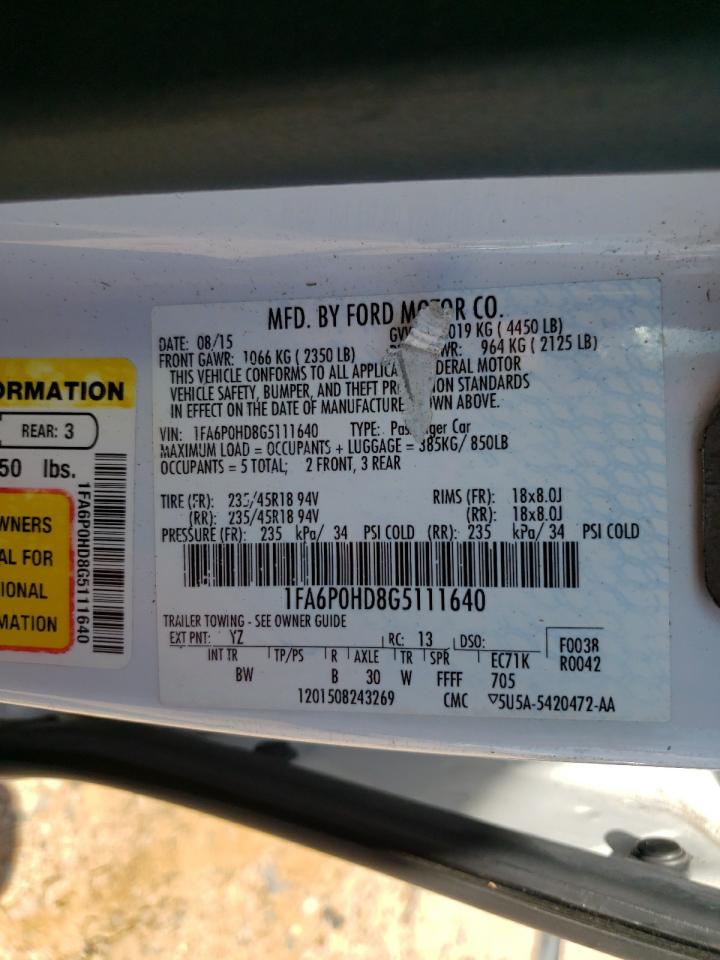 MFD. BY FORD MOTOR CO.
DATE: 08/15 019 KG (4450 LB)
FRONT GAWR: 1066 KG (2350 LB) WR: 964 KG (2125 LB)
THIS VEHICLE CONFORMS TO ALL DERAL MOTOR
VEHICLE SAFETY, BUMPER, AND THEFT ON STANDARDS
IN EFFECT ON THE DATE OF MANUFACTURE OWN ABOVE.
VIN: 1FA6P0HD8G5111640 TYPE: Passenger Car
MAXIMUM LOAD = OCCUPANTS + LUGGAGE = 385KG/ 850LB
OCCUPANTS = 5 TOTAL; 2 FRONT, 3 REAR
TIRE (FR): 235/45R18 94V RIMS (FR): 18x8.0J
(RR): 235/45R18 94V (RR): 18x8.0J
PRESSURE (FR): 235 kPa/ 34 PSI COLD (RR): 235 kPa/ 34 PSI COLD
1FA6P0HD8G5111640
TRAILER TOWING - SEE OWNER GUIDE
EXT PNT: YZ RC: 13 DSO: F0038
R0042
INT TR TP/PS R AXLE TR SPR EC71K
BW B 30 W FFFF 705
1201508243269 CMC ▽5U5A-5420472-AA
ORMATION
REAR: 3
50 lbs.
WNERS
AL FOR
IONAL
MATION
1FA6P0HD8G5111640